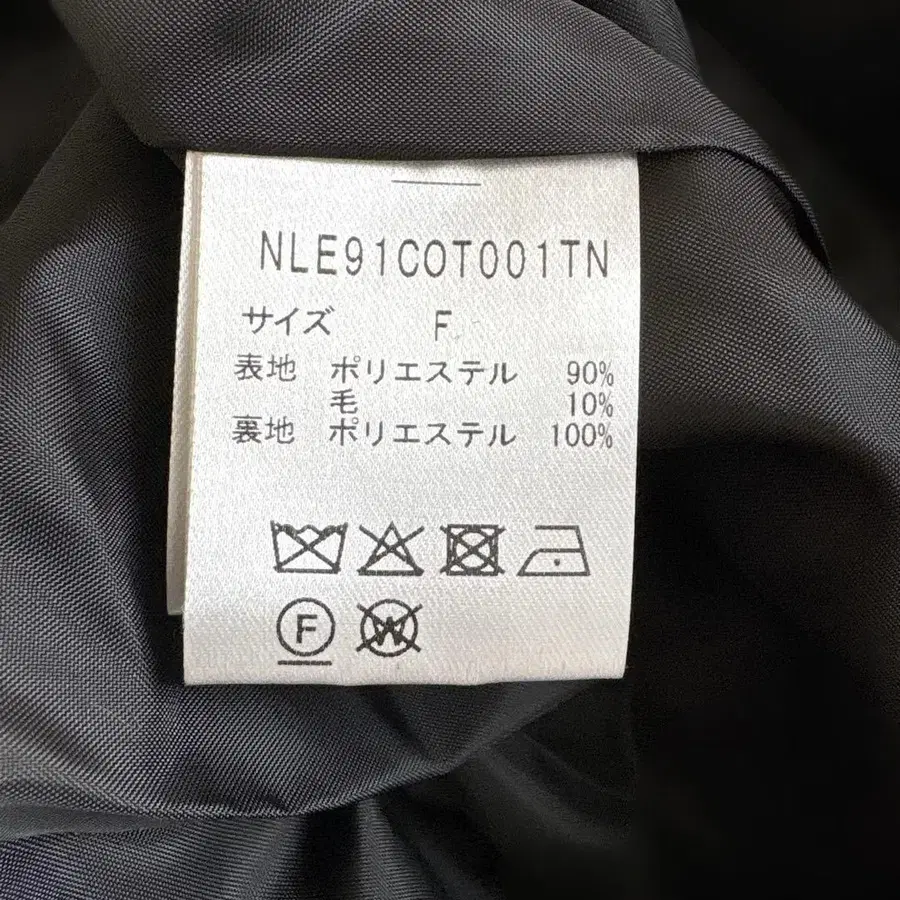 NLE91COT001TN
サイズ F
表地 ポリエステル 90%
毛 10%
裏地 ポリエステル 100%
F
W